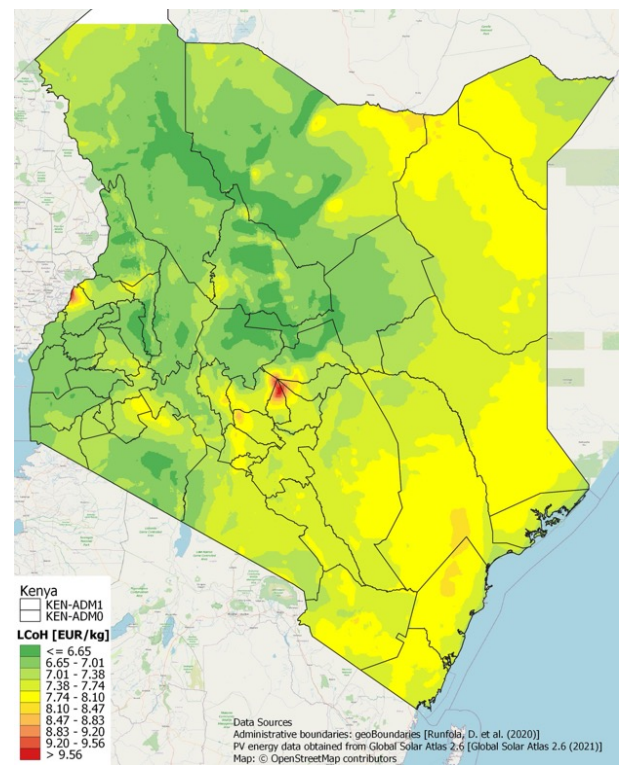 Kenya
KEN-ADM1
KEN-ADM0
LCoH [EUR/kg]
<= 6.65
6.65 - 7.01
7.01 - 7.38
7.38 - 7.74
7.74 - 8.10
8.10 - 8.47
8.47 - 8.83
8.83 - 9.20
9.20 - 9.56
> 9.56
Data Sources
Administrative boundaries: geoBoundaries [Runfola, D. et al. (2020)]
PV energy data obtained from Global Solar Atlas 2.6 [Global Solar Atlas 2.6 (2021)]
Map: © OpenStreetMap contributors